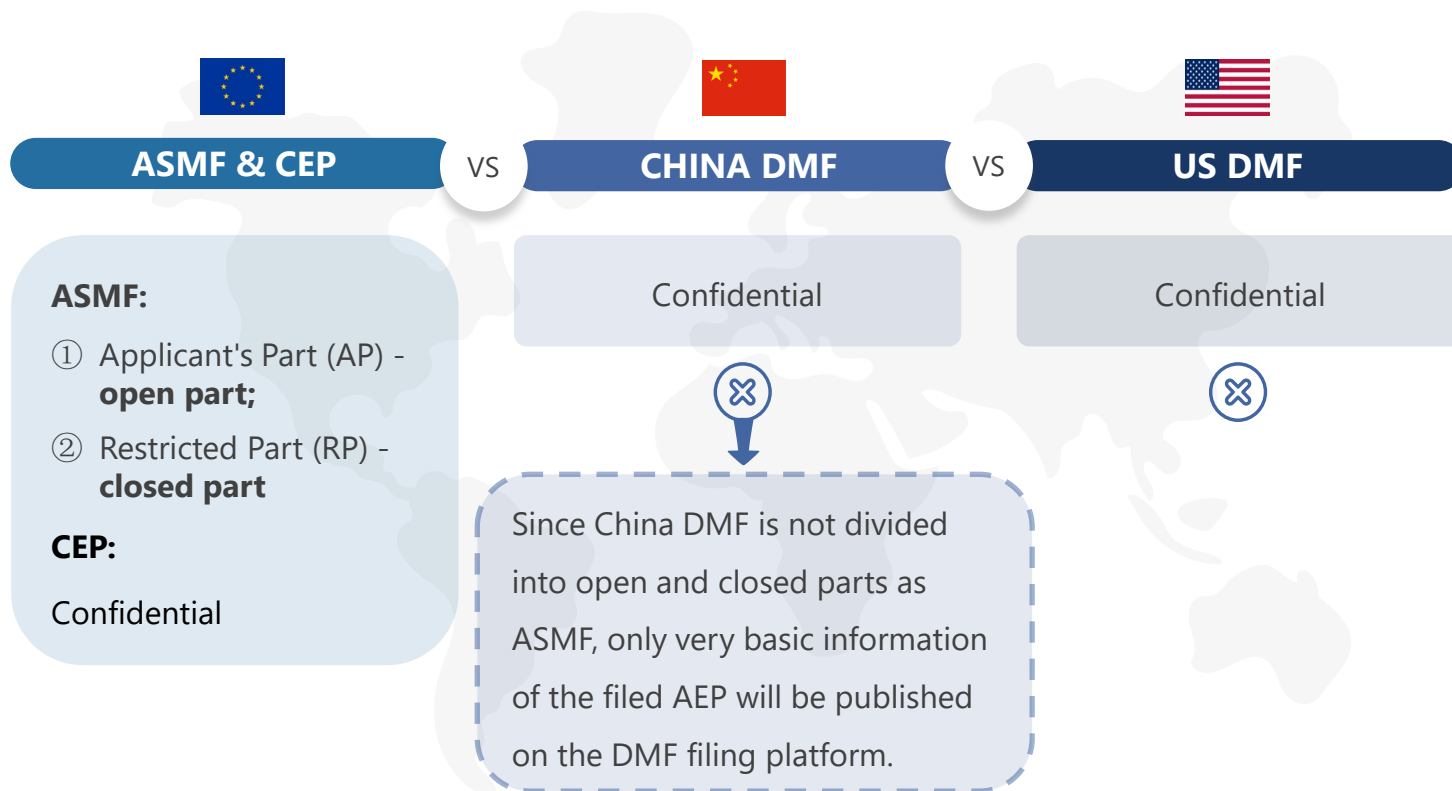 ASMF & CEP
VS
CHINA DMF
VS
US DMF
ASMF:
① Applicant's Part (AP) -
open part;
② Restricted Part (RP) -
closed part
CEP:
Confidential
Confidential
Since China DMF is not divided
into open and closed parts as
ASMF, only very basic information
of the filed AEP will be published
on the DMF filing platform.
Confidential